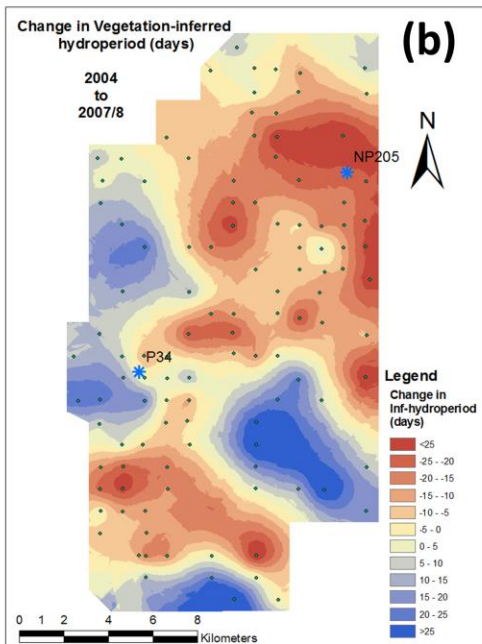 Change in Vegetation-inferred
hydroperiod (days)
2004
to
2007/8
(b)
N
NP205
P34
Legend
Change in
Inf-hydroperiod
(days)
<25
-25 - -20
-20 - -15
-15 - -10
-10 - -5
-5 - 0
0 - 5
5 - 10
10 - 15
15 - 20
20 - 25
>25
0 1 2 4 6 8
Kilometers